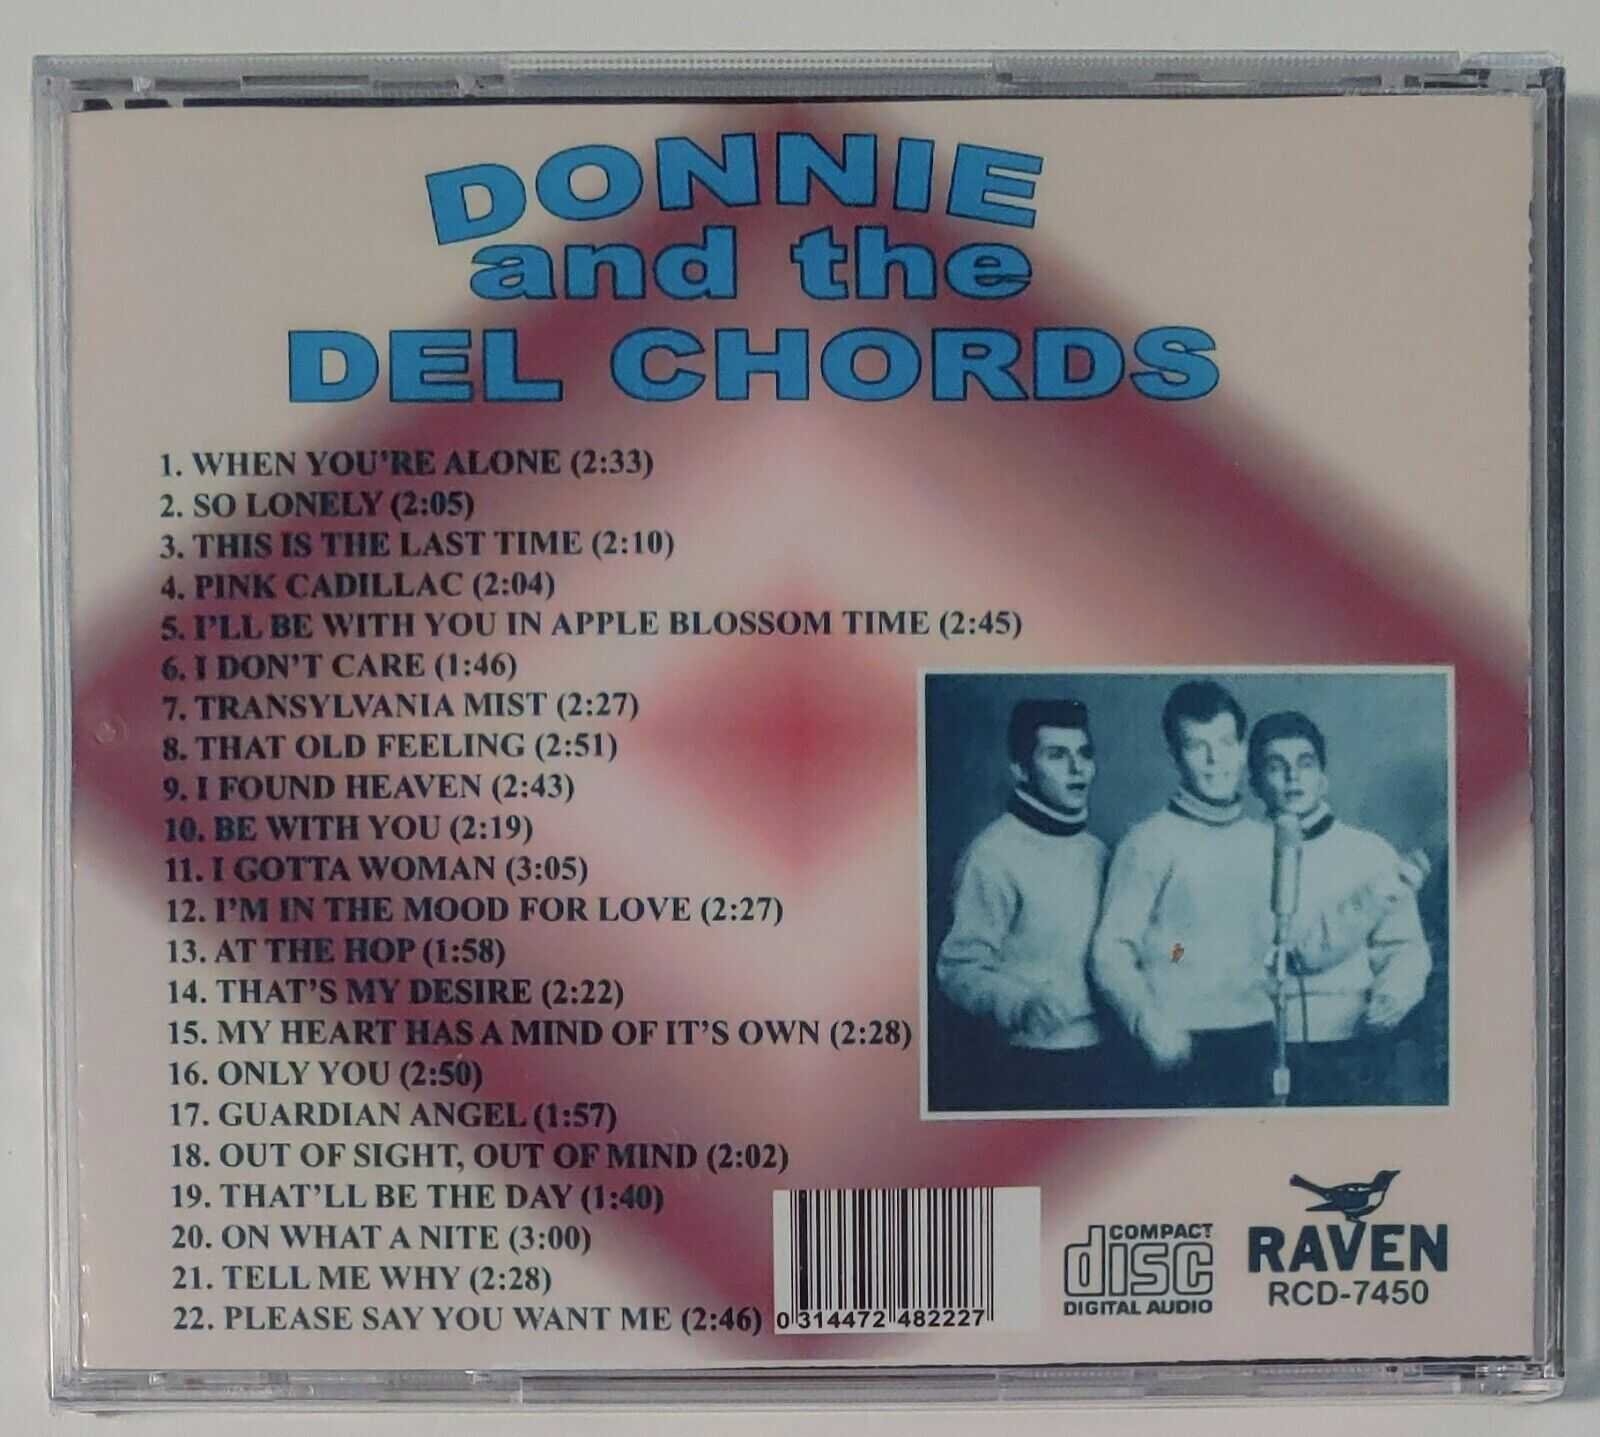 DONNIE
and the
DEL CHORDS
1. WHEN YOU'RE ALONE (2:33)
2. SO LONELY (2:05)
3. THIS IS THE LAST TIME (2:10)
4. PINK CADILLAC (2:04)
5. I'LL BE WITH YOU IN APPLE BLOSSOM TIME (2:45)
6. I DON'T CARE (1:46)
7. TRANSYLVANIA MIST (2:27)
8. THAT OLD FEELING (2:51)
9. I FOUND HEAVEN (2:43)
10. BE WITH YOU (2:19)
11. I GOTTA WOMAN (3:05)
12. I'M IN THE MOOD FOR LOVE (2:27)
13. AT THE HOP (1:58)
14. THAT'S MY DESIRE (2:22)
15. MY HEART HAS A MIND OF IT'S OWN (2:28)
16. ONLY YOU (2:50)
17. GUARDIAN ANGEL (1:57)
18. OUT OF SIGHT, OUT OF MIND (2:02)
19. THAT'LL BE THE DAY (1:40)
20. ON WHAT A NITE (3:00)
21. TELL ME WHY (2:28)
22. PLEASE SAY YOU WANT ME (2:46)
0 314472 482227
COMPACT
disc
DIGITAL AUDIO
RAVEN
RCD-7450